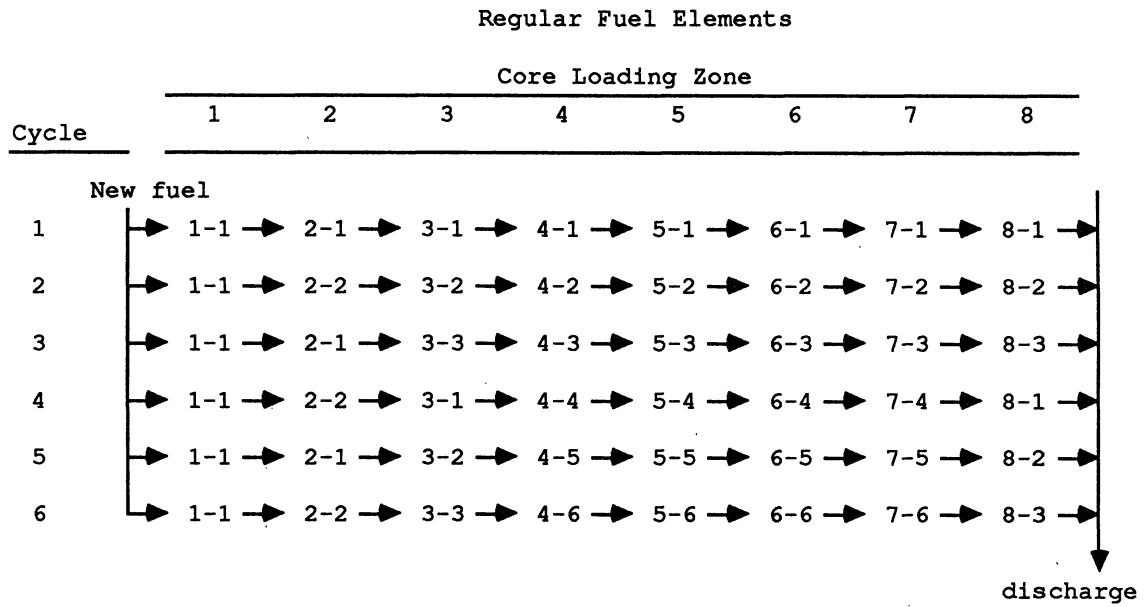 Regular Fuel Elements
Core Loading Zone
1 2 3 4 5 6 7 8
Cycle
New fuel
1 1-1 2-1 3-1 4-1 5-1 6-1 7-1 8-1
2 1-1 2-2 3-2 4-2 5-2 6-2 7-2 8-2
3 1-1 2-1 3-3 4-3 5-3 6-3 7-3 8-3
4 1-1 2-2 3-1 4-4 5-4 6-4 7-4 8-1
5 1-1 2-1 3-2 4-5 5-5 6-5 7-5 8-2
6 1-1 2-2 3-3 4-6 5-6 6-6 7-6 8-3
discharge